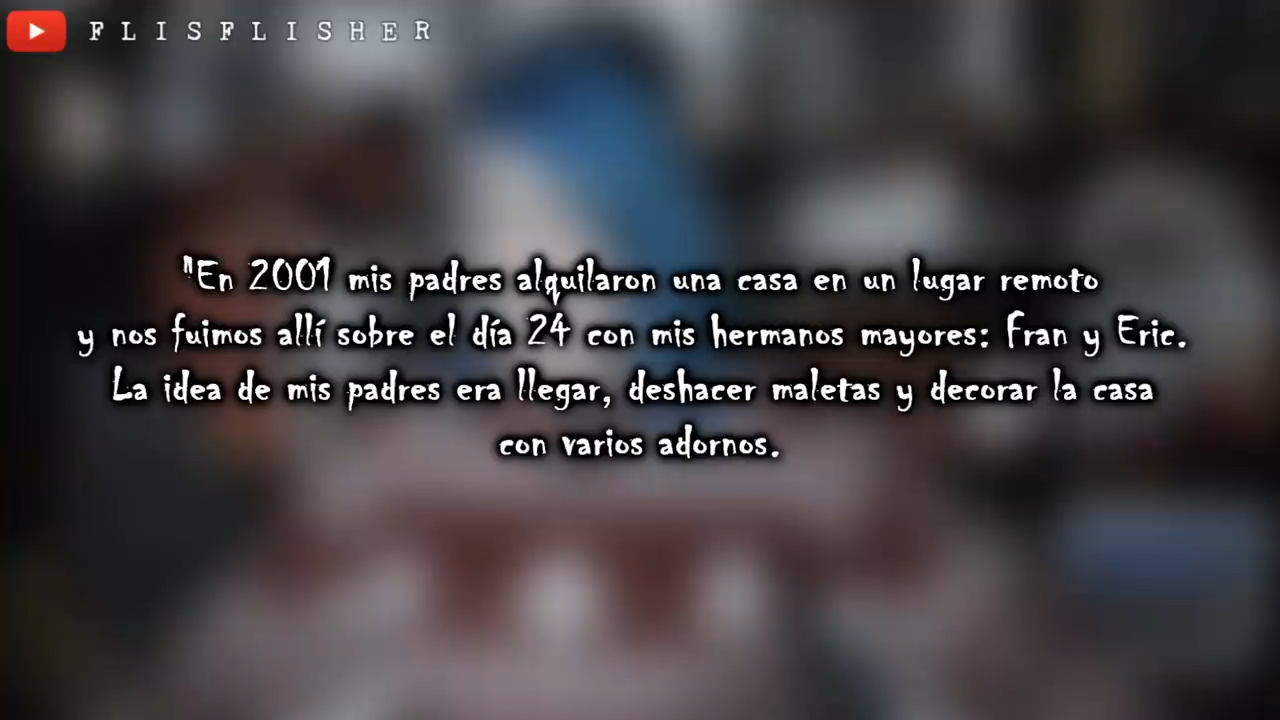 FLISFLISHER
"En 2001 mis padres alquilaron una casa en un lugar remoto
y nos fuimos allí sobre el día 24 con mis hermanos mayores: Fran y Eric.
La idea de mis padres era llegar, deshacer maletas y decorar la casa
con varios adornos.